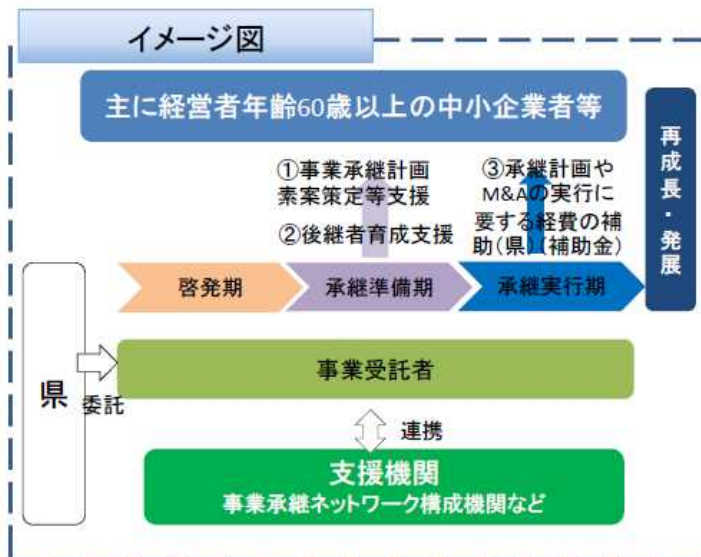 イメージ図
主に経営者年齢60歳以上の中小企業者等
再成長・発展
①事業承継計画
素案策定等支援
②後継者育成支援
③承継計画や
M&Aの実行に
要する経費の補
助(県)(補助金)
啓発期
承継準備期
承継実行期
県
委託
事業受託者
連携
支援機関
事業承継ネットワーク構成機関など